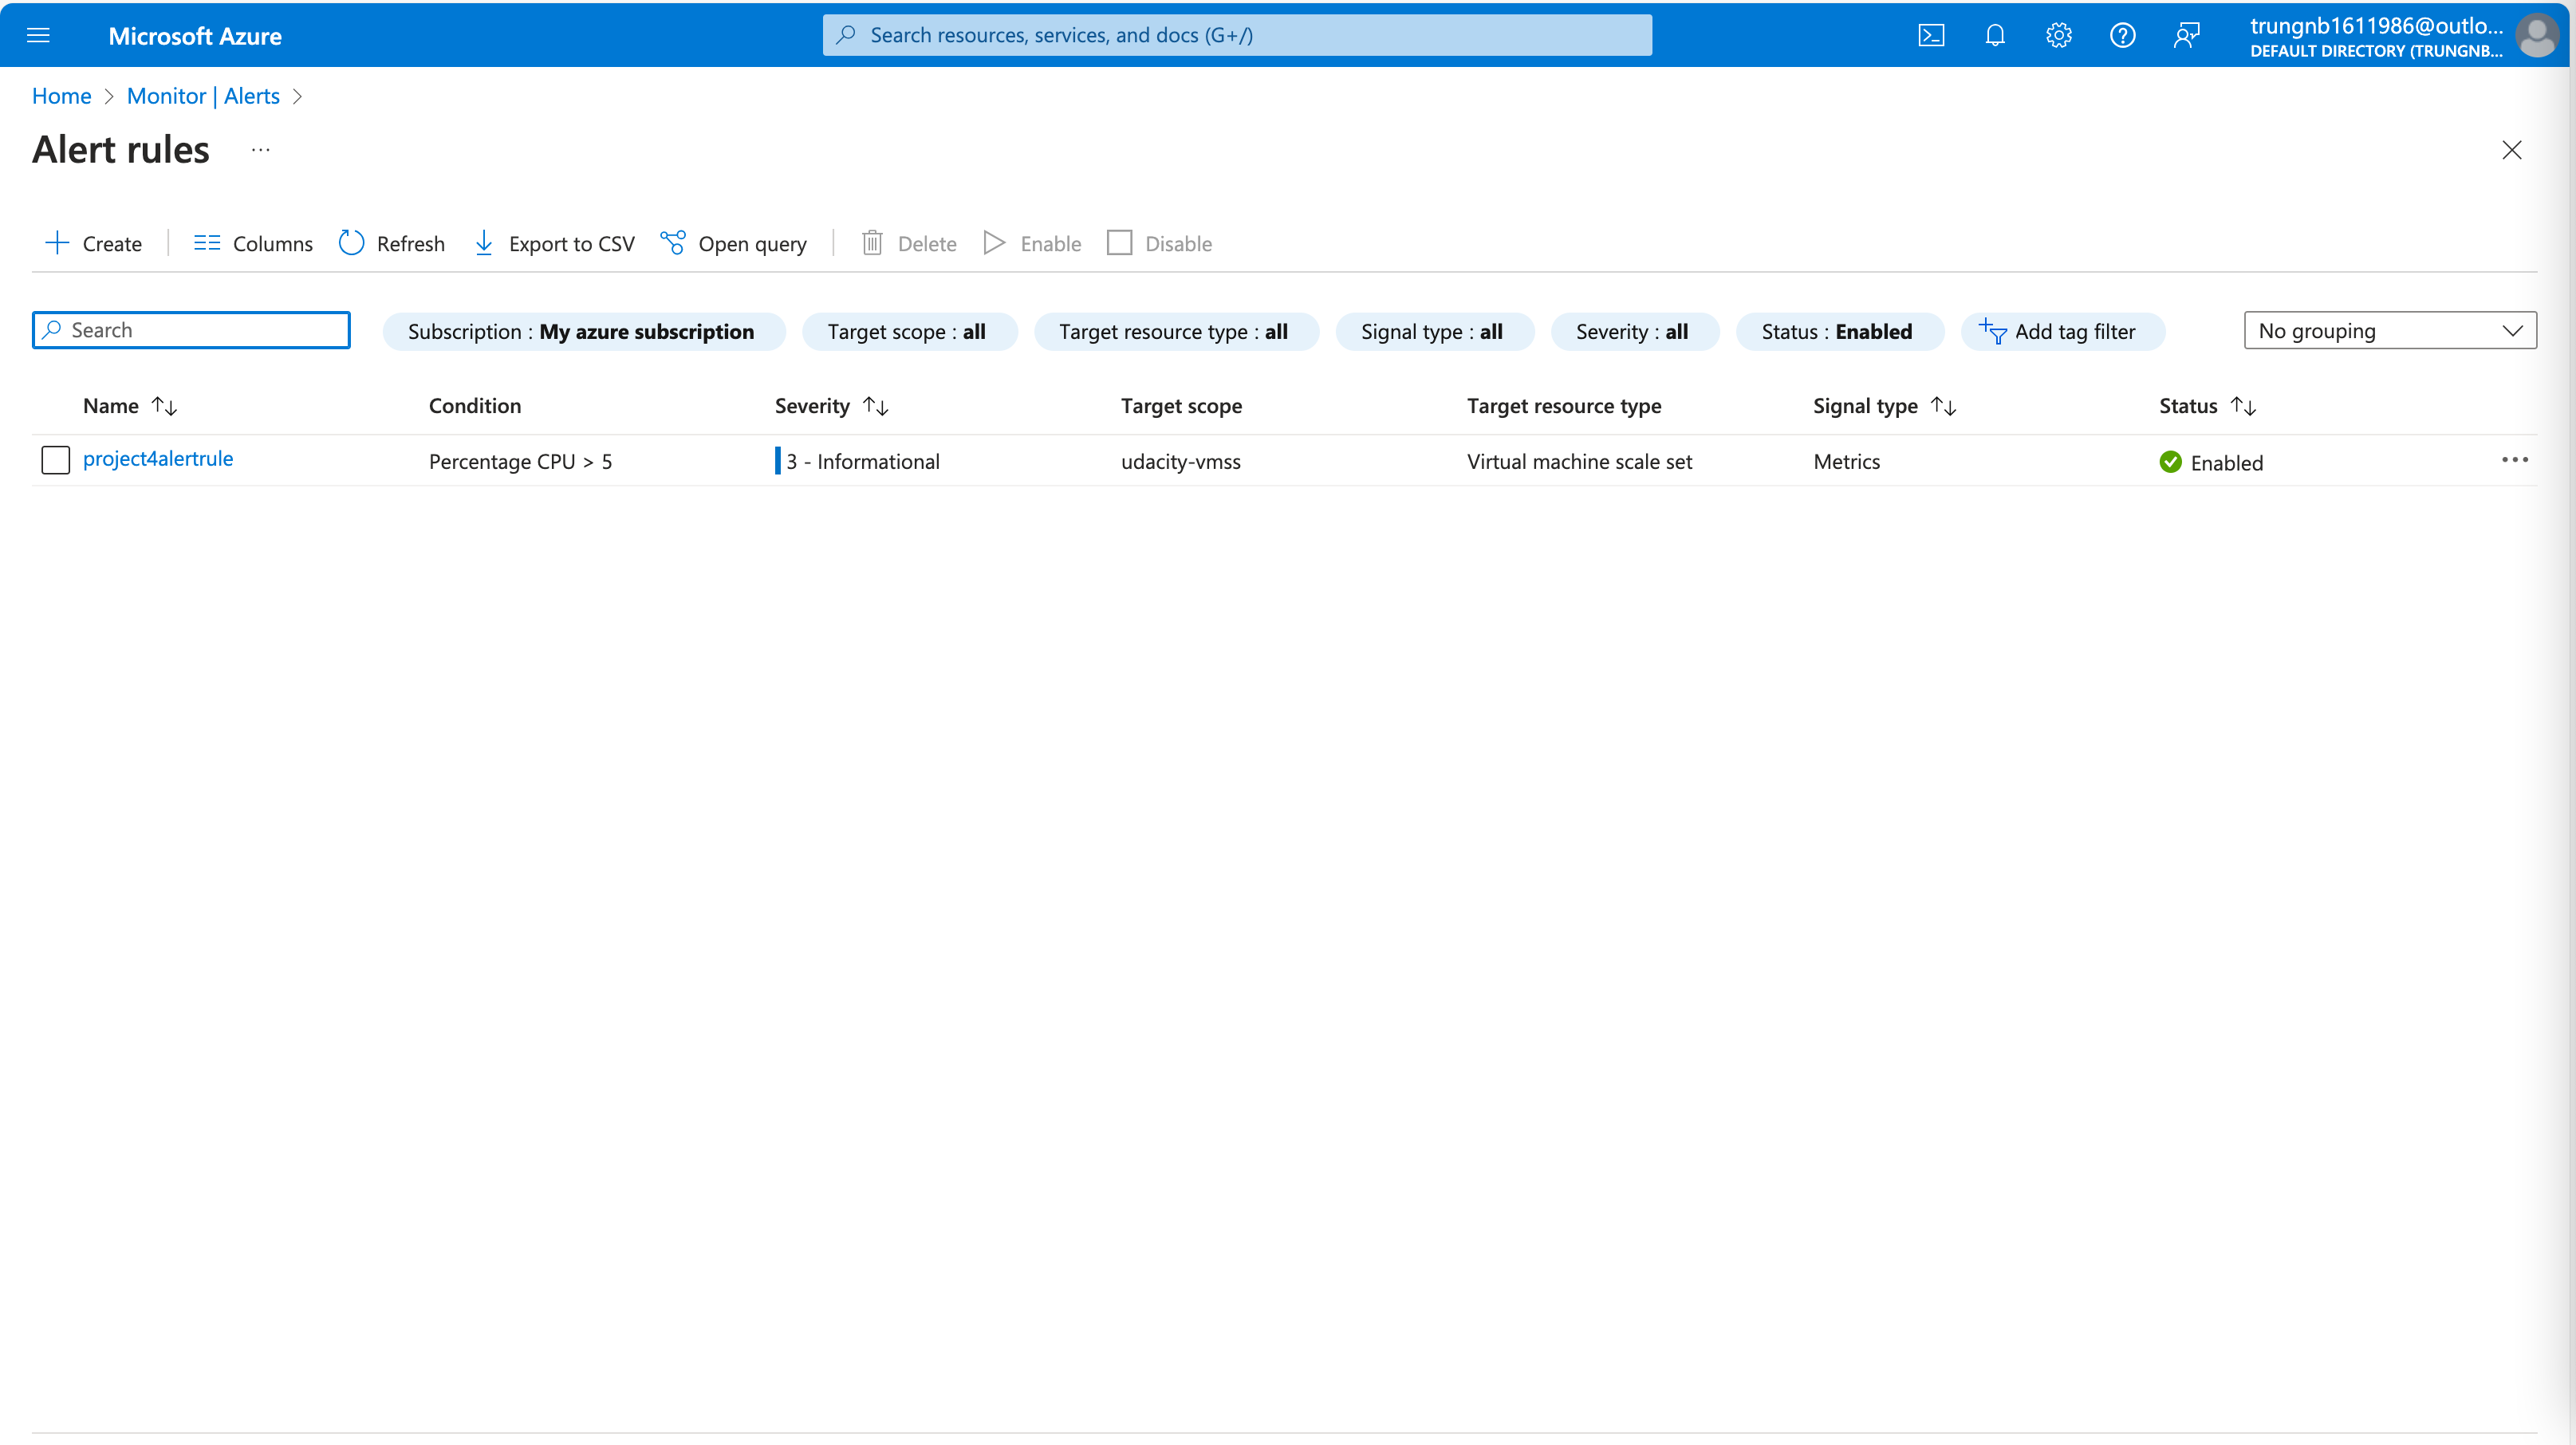 Microsoft Azure
Search resources, services, and docs (G+/)
trungnb1611986@outlo...
DEFAULT DIRECTORY (TRUNGNB...
Home > Monitor | Alerts >
Alert rules ...
Create Columns Refresh Export to CSV Open query Delete Enable Disable
Search Subscription : My azure subscription Target scope : all Target resource type : all Signal type : all Severity : all Status : Enabled Add tag filter No grouping
Name Condition Severity Target scope Target resource type Signal type Status
project4alertrule Percentage CPU > 5 3 - Informational udacity-vmss Virtual machine scale set Metrics Enabled